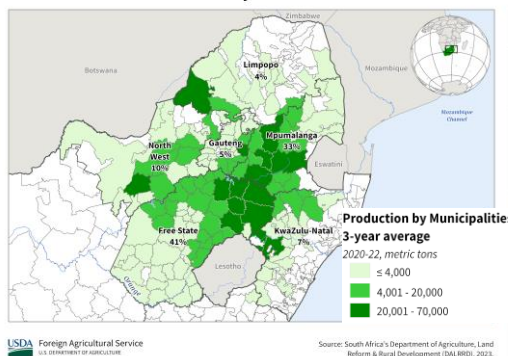 Zimbabwe
Botswana
Limpopo
4%
Mozambique
Mozambique
Channel
North
West
10%
Gauteng
5%
Mpumalanga
33%
Eswatini
Free State
41%
KwaZulu-Natal
7%
Lesotho
Orange
Production by Municipalities
3-year average
2020-22, metric tons
≤ 4,000
4,001 - 20,000
20,001 - 70,000
USDA Foreign Agricultural Service
U.S. DEPARTMENT OF AGRICULTURE
Source: South Africa's Department of Agriculture, Land
Reform & Rural Development (DALRRD), 2023.